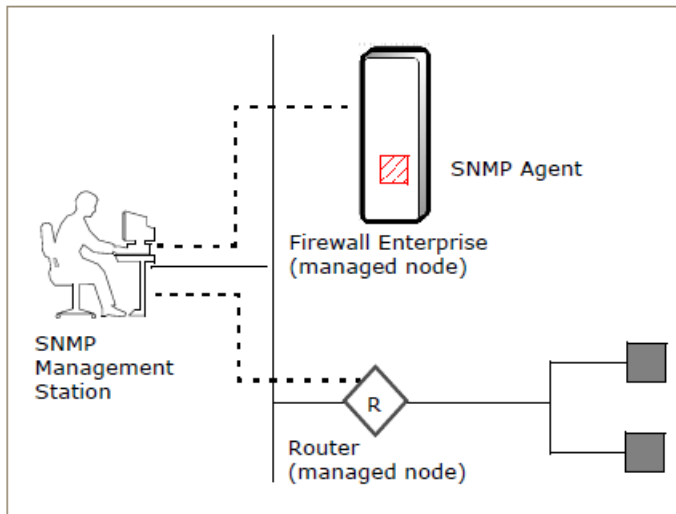 SNMP Agent
Firewall Enterprise
(managed node)
SNMP
Management
Station
R
Router
(managed node)